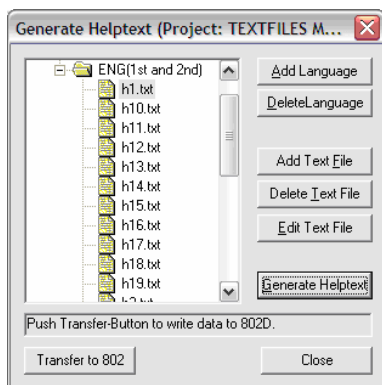 Generate Helptext (Project: TEXTFILES M...
ENG(1st and 2nd)
h1.txt
h10.txt
h11.txt
h12.txt
h13.txt
h14.txt
h15.txt
h16.txt
h17.txt
h18.txt
h19.txt
h2.txt
Add Language
DeleteLanguage
Add Text File
Delete Text File
Edit Text File
Generate Helptext
Push Transfer-Button to write data to 802D.
Transfer to 802
Close